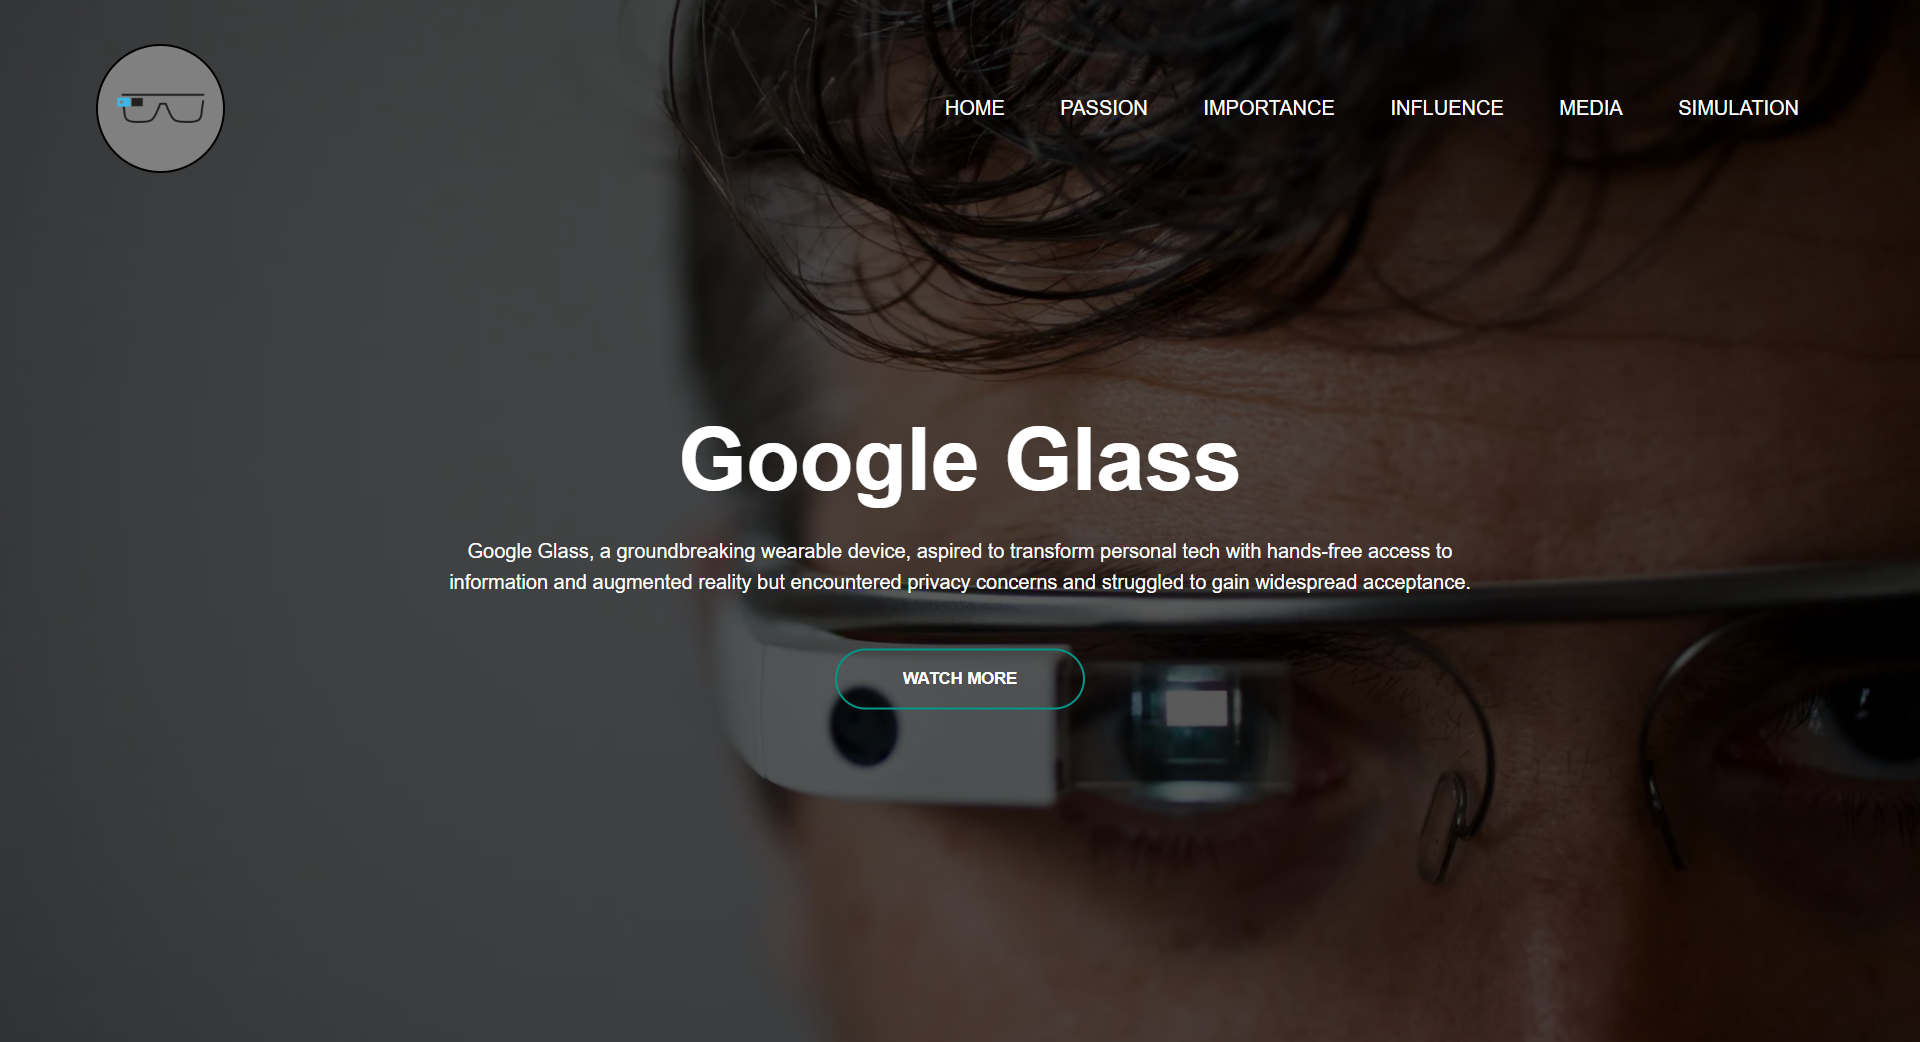 HOME PASSION IMPORTANCE INFLUENCE MEDIA SIMULATION
Google Glass
Google Glass, a groundbreaking wearable device, aspired to transform personal tech with hands-free access to
information and augmented reality but encountered privacy concerns and struggled to gain widespread acceptance.
WATCH MORE